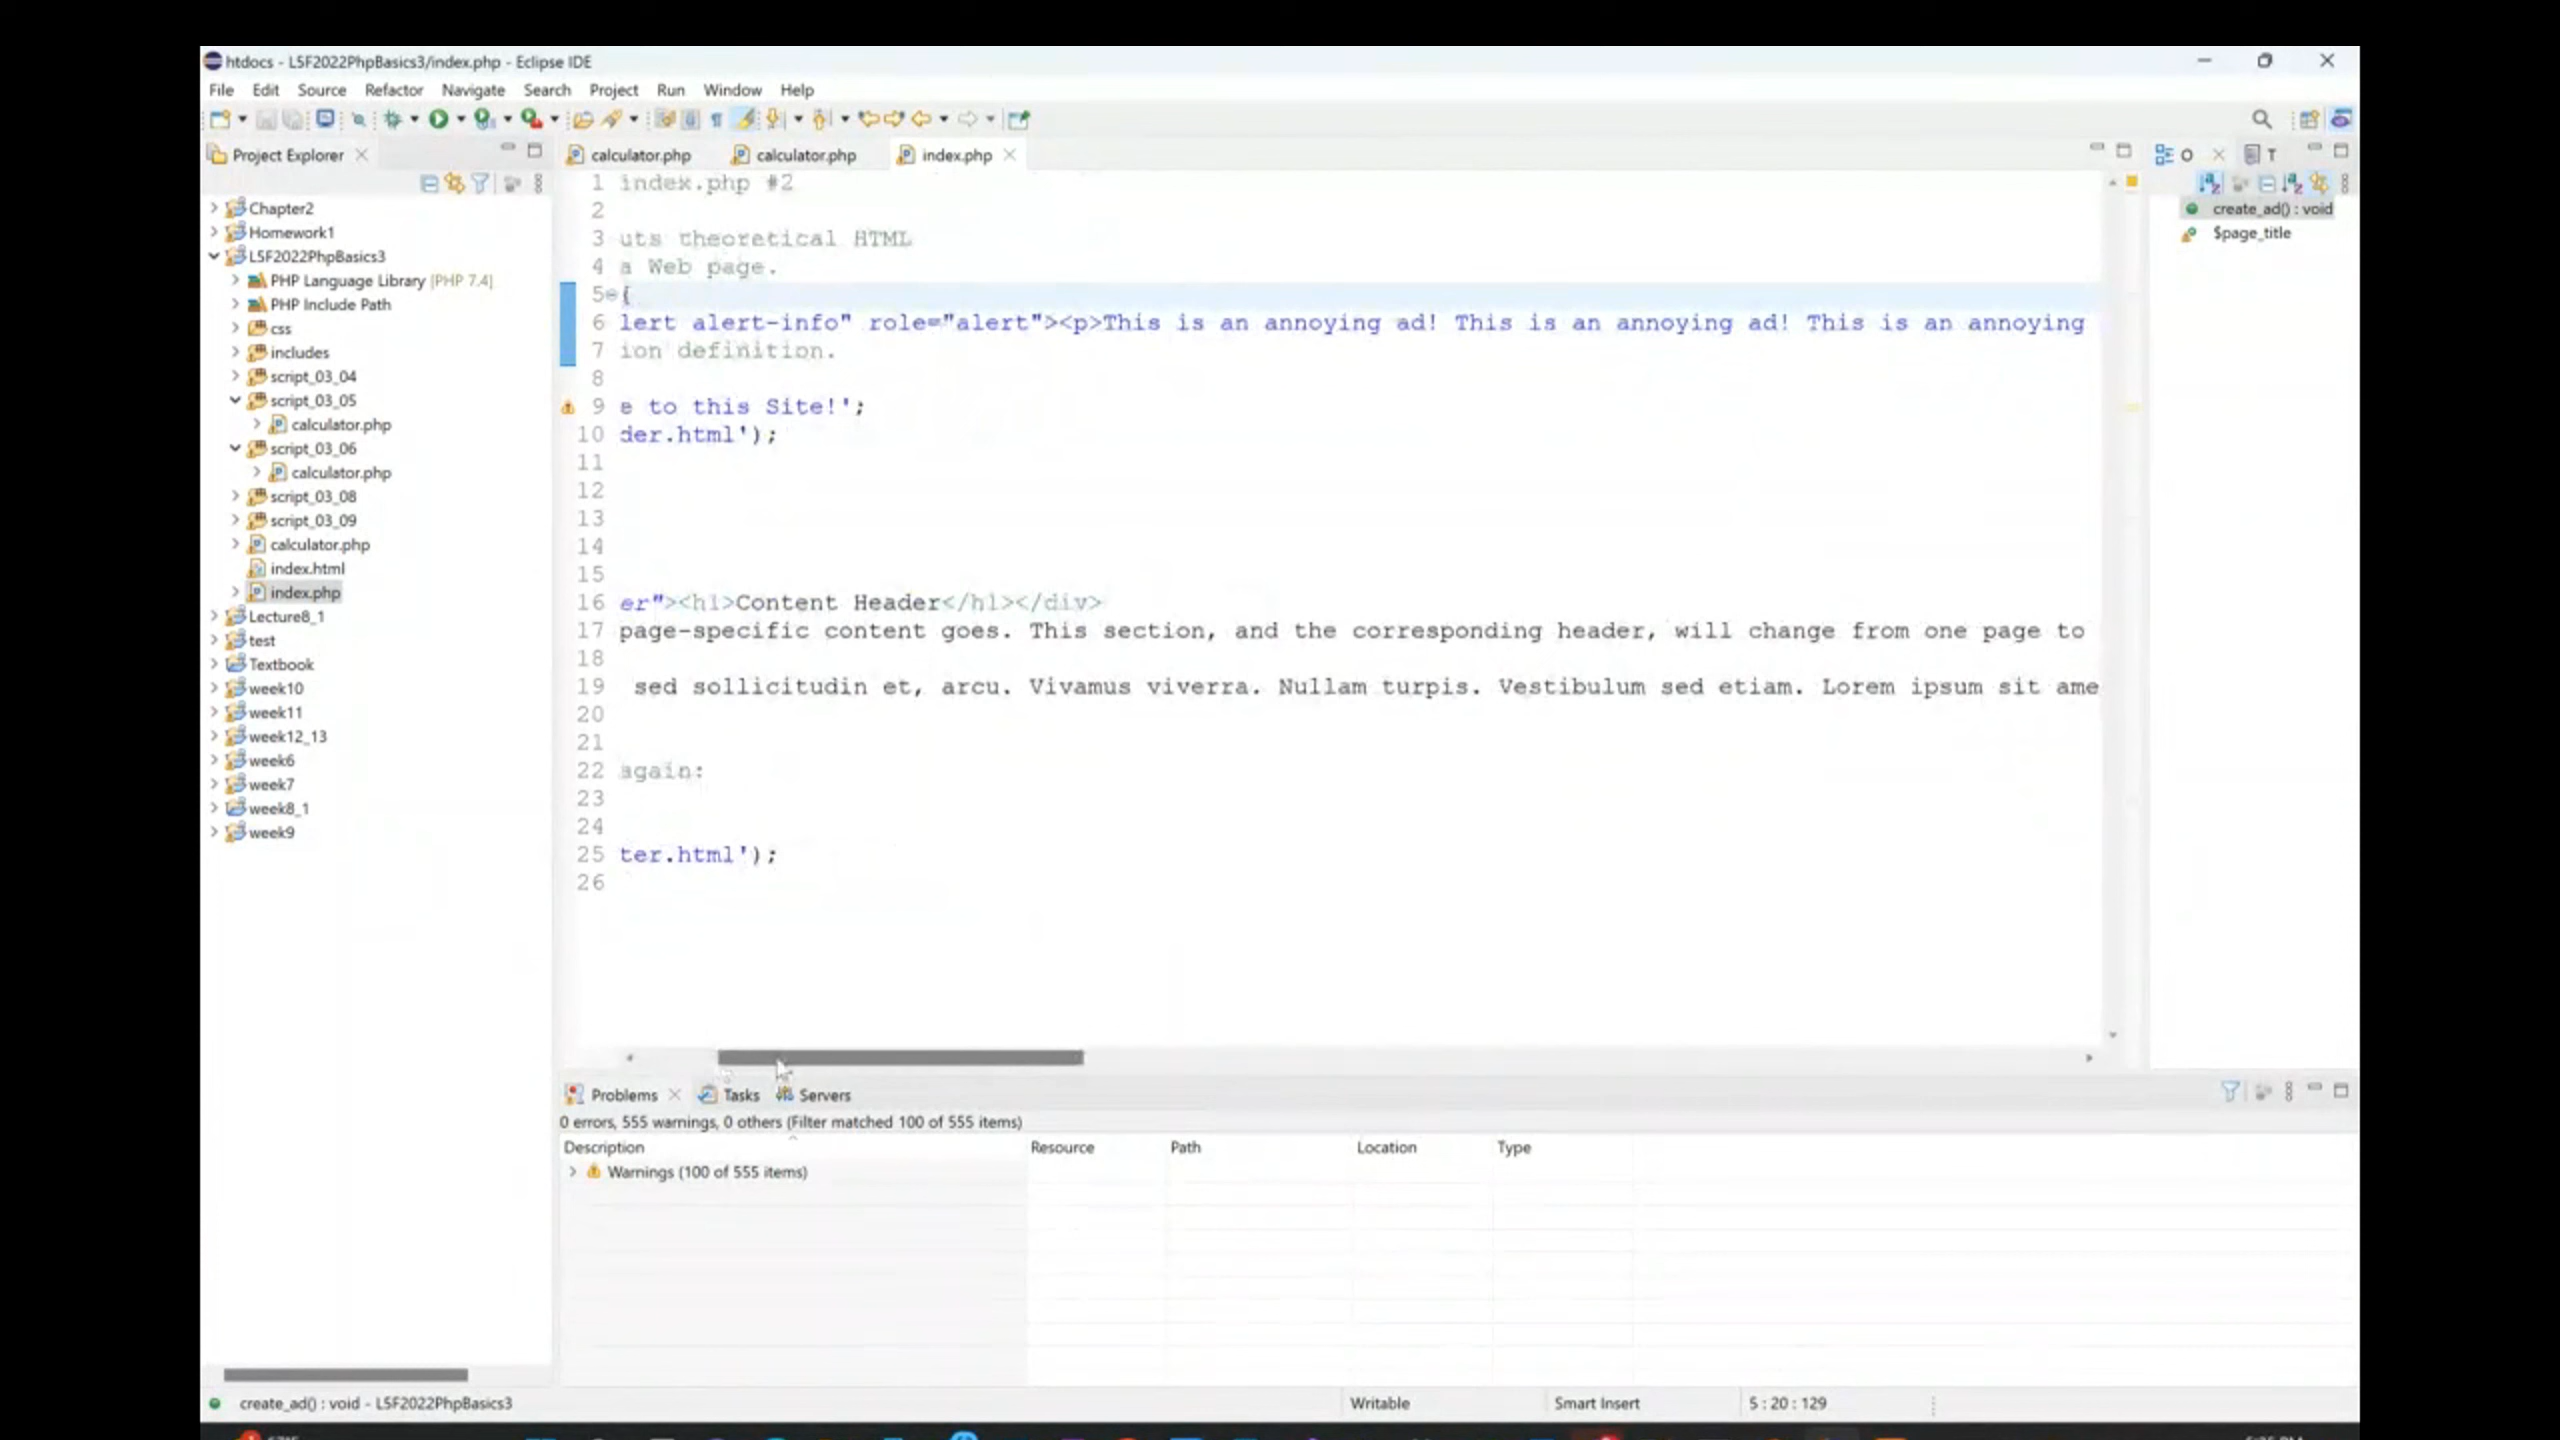 htdocs - L5F2022PhpBasics3/index.php - Eclipse IDE
File Edit Source Refactor Navigate Search Project Run Window Help
Project Explorer
calculator.php calculator.php index.php
O T
Chapter2
Homework1
L5F2022PhpBasics3
PHP Language Library [PHP 7.4]
PHP Include Path
css
includes
script_03_04
script_03_05
calculator.php
script_03_06
calculator.php
script_03_08
script_03_09
calculator.php
index.html
index.php
Lecture8_1
test
Textbook
week10
week11
week12_13
week6
week7
week8_1
week9
1 index.php #2
2
3 uts theoretical HTML
4 a Web page.
5 {
6 lert alert-info" role="alert"><p>This is an annoying ad! This is an annoying ad! This is an annoying
7 ion definition.
8
9 e to this Site!';
10 der.html');
11
12
13
14
15
16 er"><h1>Content Header</h1></div>
17 page-specific content goes. This section, and the corresponding header, will change from one page to
18
19 sed sollicitudin et, arcu. Vivamus viverra. Nullam turpis. Vestibulum sed etiam. Lorem ipsum sit ame
20
21
22 again:
23
24
25 ter.html');
26
create_ad() : void
$page_title
Problems Tasks Servers
0 errors, 555 warnings, 0 others (Filter matched 100 of 555 items)
Description Resource Path Location Type
Warnings (100 of 555 items)
create_ad() : void - L5F2022PhpBasics3 Writable Smart Insert 5 : 20 : 129